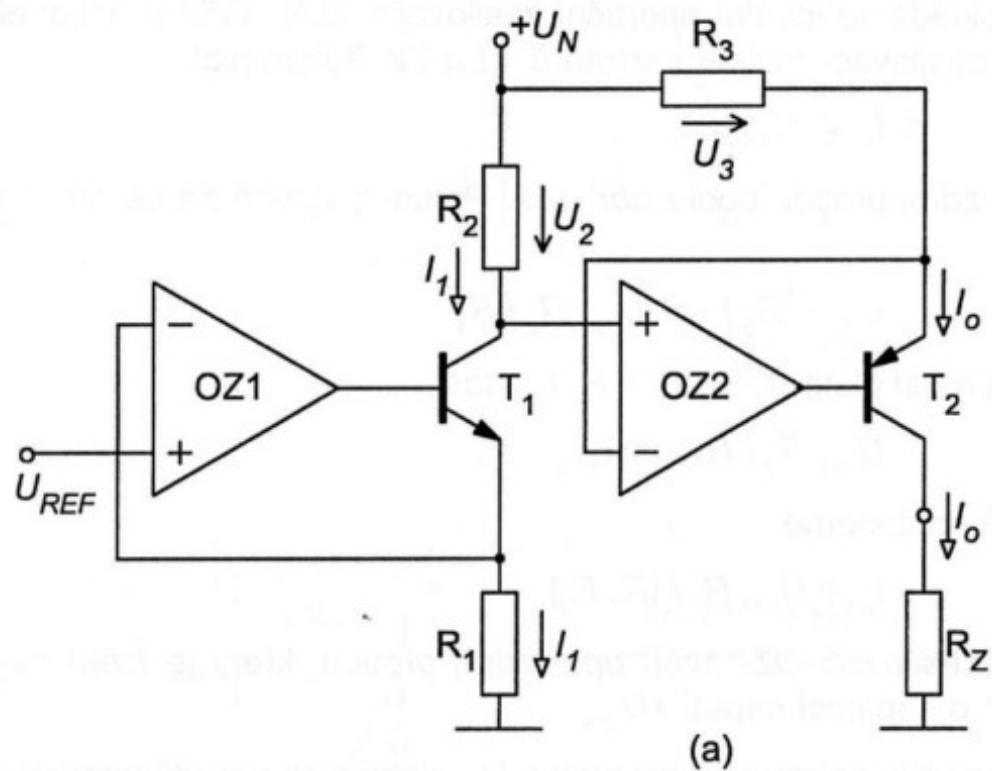 +U_N
R_3
U_3
R_2
U_2
I_1
−
+
OZ1
T_1
U_REF
+
−
OZ2
T_2
I_o
I_o
R_1
I_1
R_Z
(a)